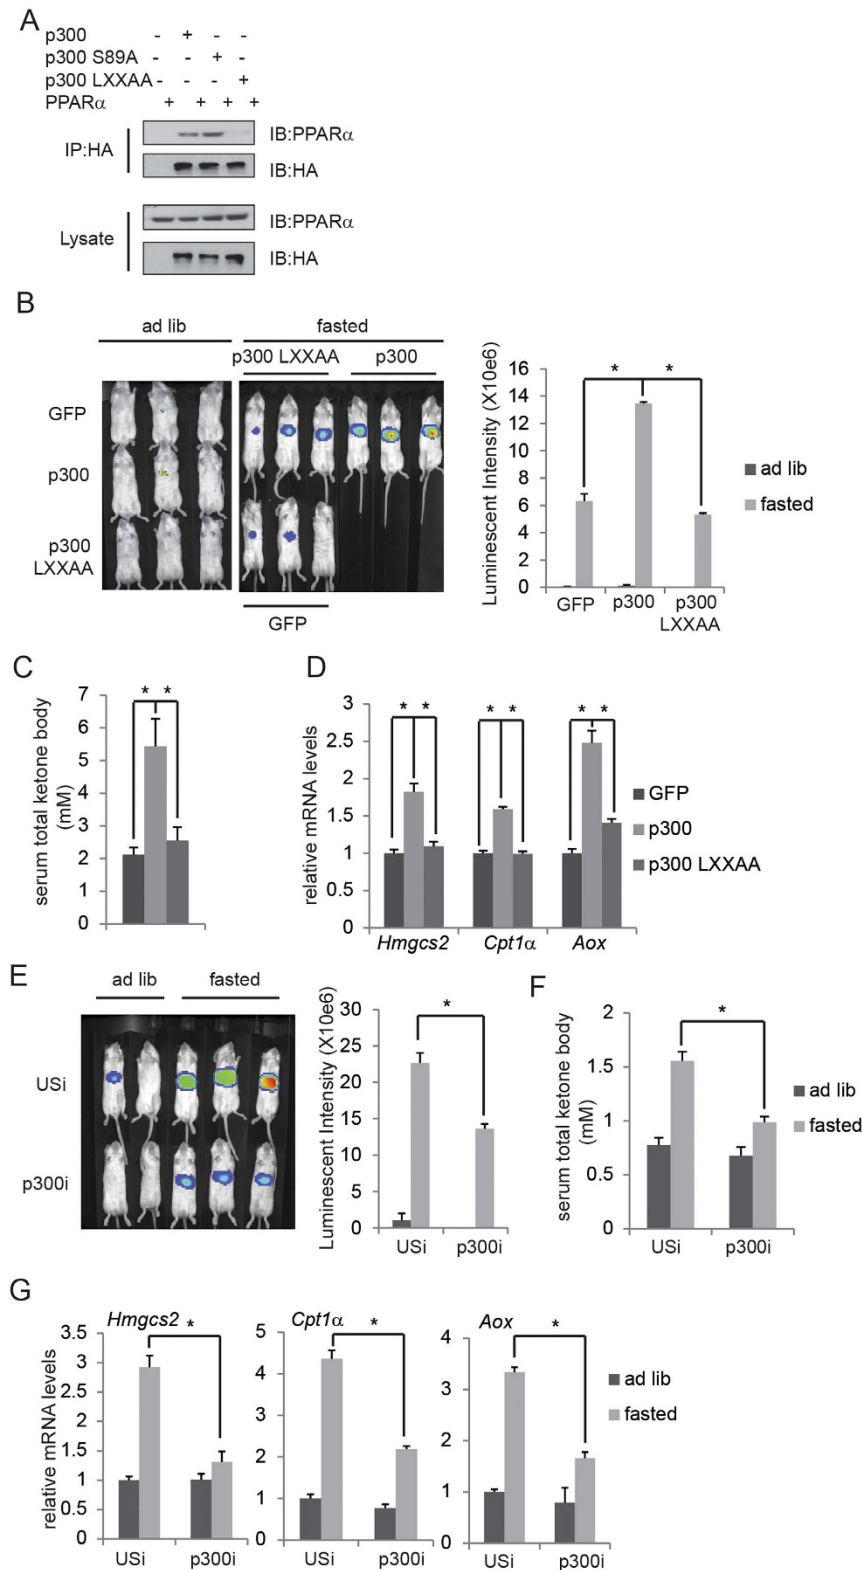 A
p300 - + - -
p300 S89A - - + -
p300 LXXAA - - - +
PPARα + + + +
IP:HA
IB:PPARα
IB:HA
Lysate
IB:PPARα
IB:HA
B
ad lib
fasted
p300 LXXAA p300
GFP
p300
p300
LXXAA
GFP
Luminescent Intensity (X10e6)
16
14
12
10
8
6
4
2
0
* *
GFP p300 p300
LXXAA
ad lib
fasted
C
serum total ketone body
(mM)
7
6
5
4
3
2
1
0
* *
D
relative mRNA levels
3
2.5
2
1.5
1
0.5
0
* * * * * *
Hmgcs2 Cpt1α Aox
GFP
p300
p300 LXXAA
E
ad lib fasted
USi
p300i
Luminescent Intensity (X10e6)
30
25
20
15
10
5
0
*
USi p300i
F
serum total ketone body
(mM)
2
1.5
1
0.5
0
*
USi p300i
ad lib
fasted
G
relative mRNA levels
Hmgcs2
3.5
3
2.5
2
1.5
1
0.5
0
*
USi p300i
Cpt1α
5
4
3
2
1
0
*
USi p300i
Aox
4
3
2
1
0
*
USi p300i
ad lib
fasted